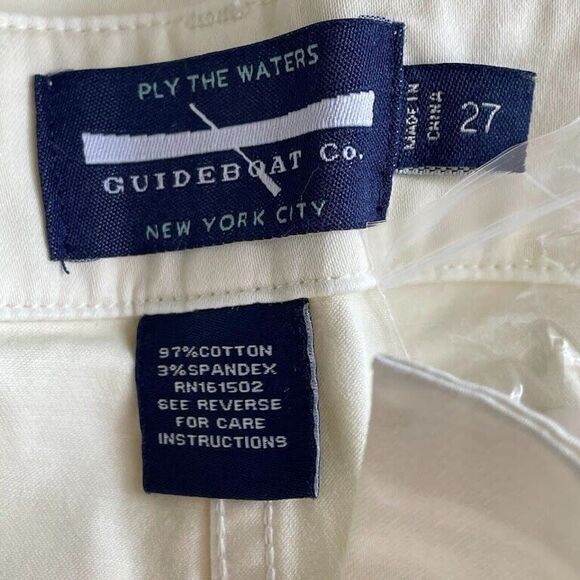 PLY THE WATERS
GUIDEBOAT Co.
NEW YORK CITY
MADE IN
CHINA
27
97%COTTON
3%SPANDEX
RN161502
SEE REVERSE
FOR CARE
INSTRUCTIONS